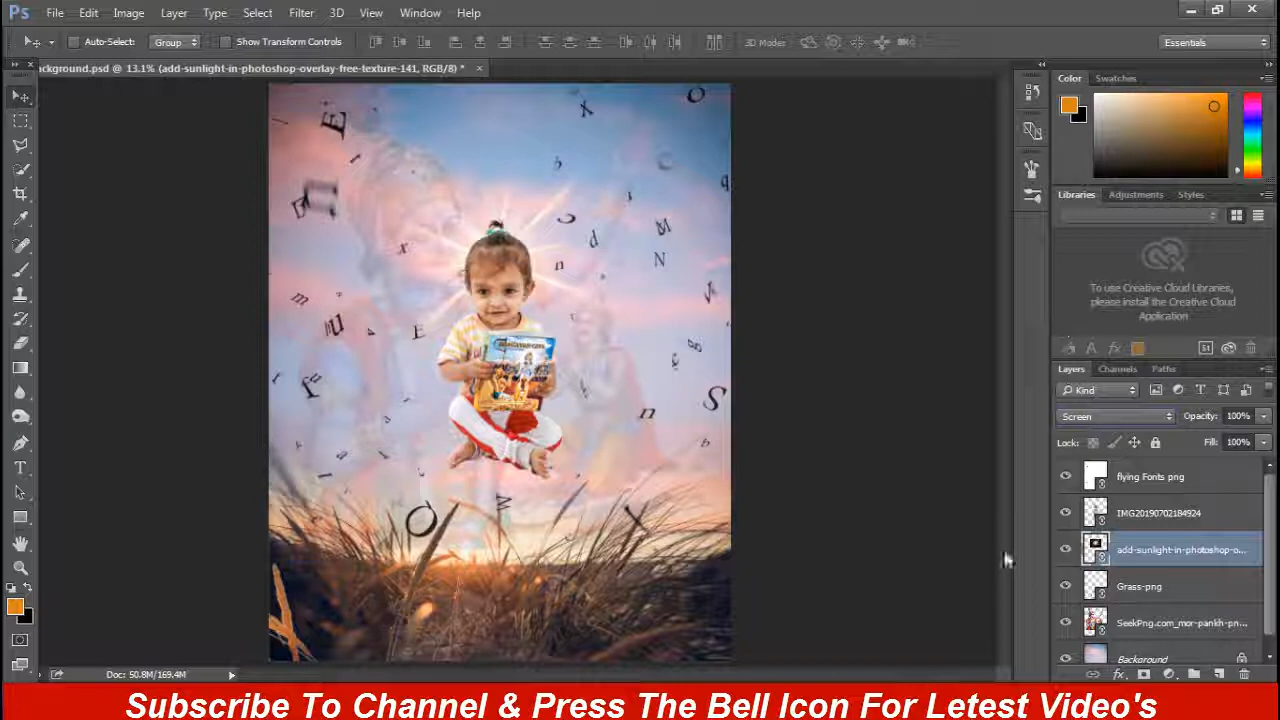 Ps File Edit Image Layer Type Select Filter 3D View Window Help
Auto-Select: Group Show Transform Controls 3D Modes Essentials
ckground.psd @ 13.1% (add-sunlight-in-photoshop-overlay-free-texture-141, RGB/8) *
Color Swatches
Libraries Adjustments Styles
To use Creative Cloud Libraries,
please install the Creative Cloud
Application
Layers Channels Paths
Kind
Screen Opacity: 100%
Lock: Fill: 100%
flying Fonts png
IMG20190702184924
add-sunlight-in-photoshop-o...
Grass-png
SeekPng.com_mor-pankh-pn...
Background
Doc: 50.8M/169.4M
Subscribe To Channel & Press The Bell Icon For Letest Video's